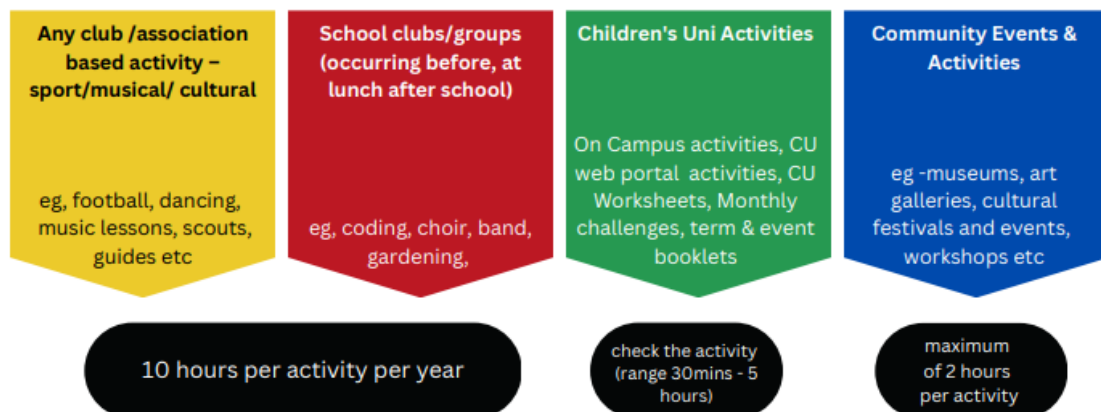 Any club /association
based activity –
sport/musical/ cultural
eg, football, dancing,
music lessons, scouts,
guides etc
School clubs/groups
(occurring before, at
lunch after school)
eg, coding, choir, band,
gardening,
Children's Uni Activities
On Campus activities, CU
web portal activities, CU
Worksheets, Monthly
challenges, term & event
booklets
Community Events &
Activities
eg -museums, art
galleries, cultural
festivals and events,
workshops etc
10 hours per activity per year
check the activity
(range 30mins - 5
hours)
maximum
of 2 hours
per activity